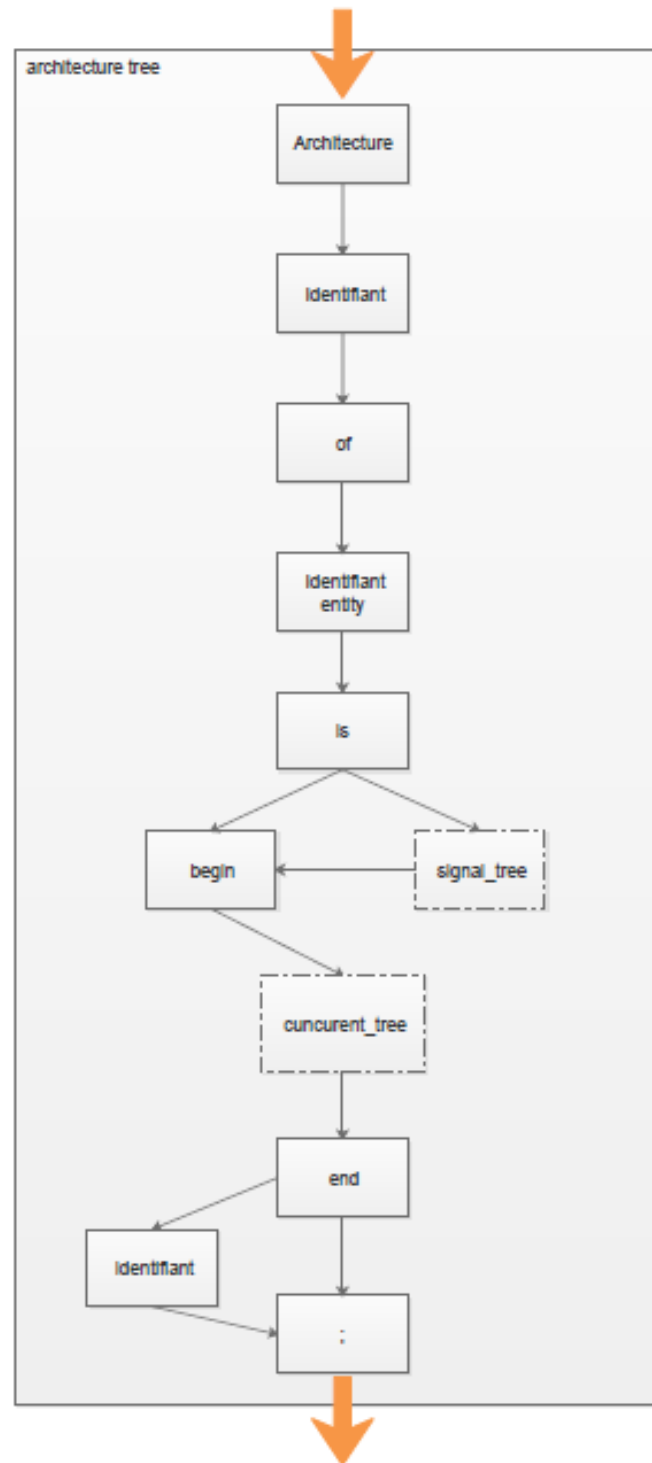 architecture tree
Architecture
Identifiant
of
Identifiant
entity
is
begin
signal_tree
cuncurent_tree
end
Identifiant
;